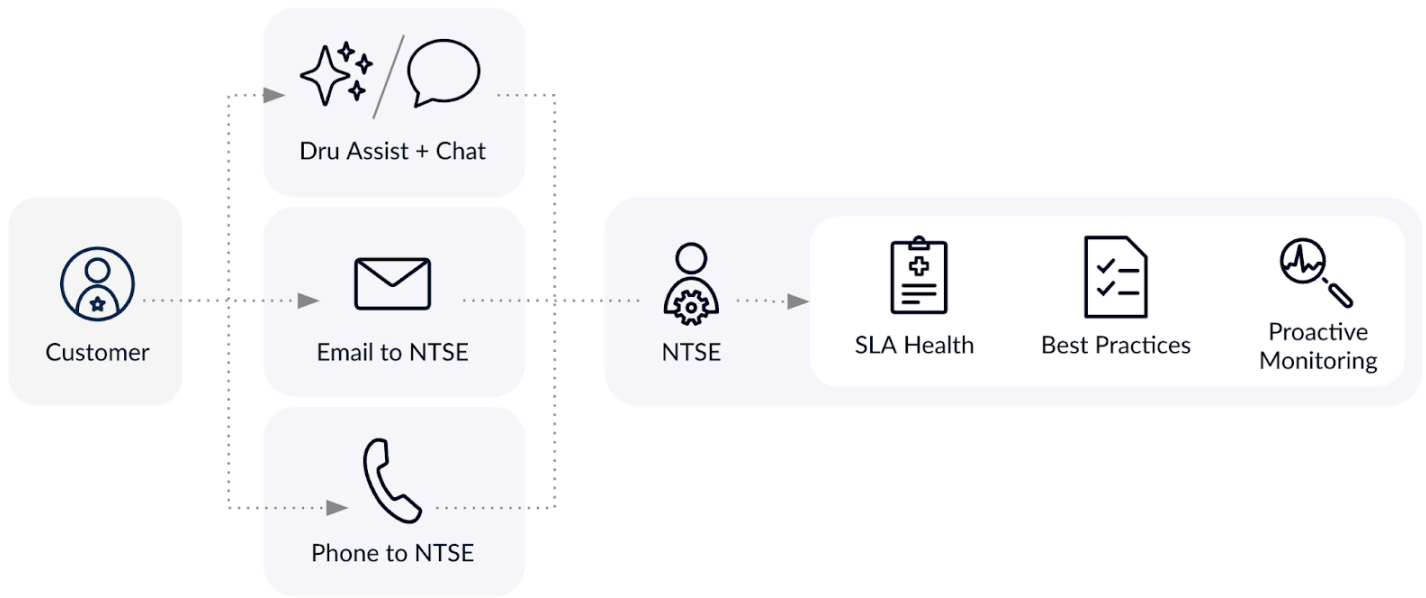 Dru Assist + Chat
Customer
Email to NTSE
Phone to NTSE
NTSE
SLA Health
Best Practices
Proactive
Monitoring